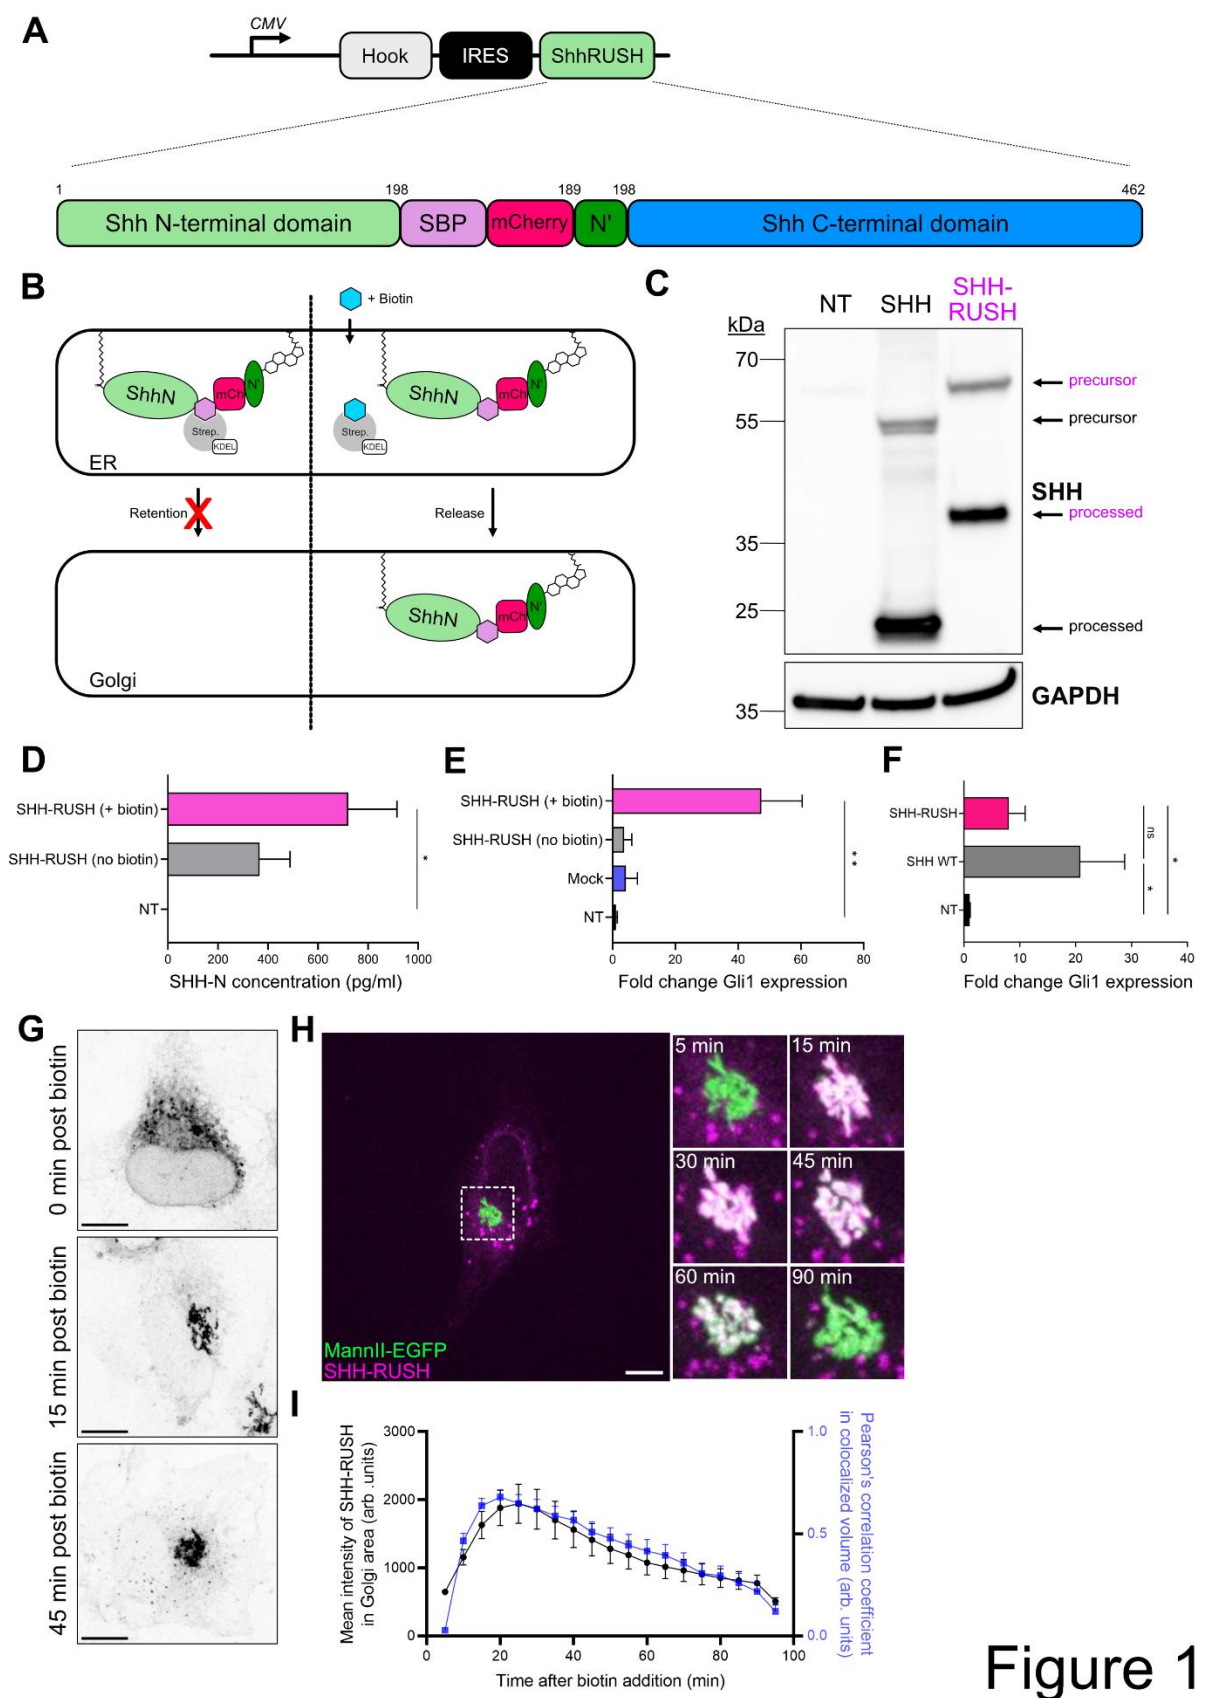 A
CMV
Hook
IRES
ShhRUSH
1
198
189
198
462
Shh N-terminal domain
SBP
mCherry
N'
Shh C-terminal domain
B
+ Biotin
ShhN
mCh
N'
Strep.
KDEL
ShhN
mCh
N'
Strep.
KDEL
ER
Retention
X
Release
ShhN
mCh
N'
Golgi
C
NT
SHH
SHH-
RUSH
kDa
70
55
35
25
35
precursor
precursor
SHH
processed
processed
GAPDH
D
SHH-RUSH (+ biotin)
SHH-RUSH (no biotin)
NT
*
0 200 400 600 800 1000
SHH-N concentration (pg/ml)
E
SHH-RUSH (+ biotin)
SHH-RUSH (no biotin)
Mock
NT
**
0 20 40 60 80
Fold change Gli1 expression
F
SHH-RUSH
SHH WT
NT
ns
*
*
0 10 20 30 40
Fold change Gli1 expression
G
0 min post biotin
15 min post biotin
45 min post biotin
H
MannII-EGFP
SHH-RUSH
5 min
15 min
30 min
45 min
60 min
90 min
I
Mean intensity of SHH-RUSH
in Golgi area (arb .units)
3000
2000
1000
0
0 20 40 60 80 100
Time after biotin addition (min)
1.0
0.5
0.0
Pearson's correlation coefficient
in colocalized volume (arb. units)
Figure 1